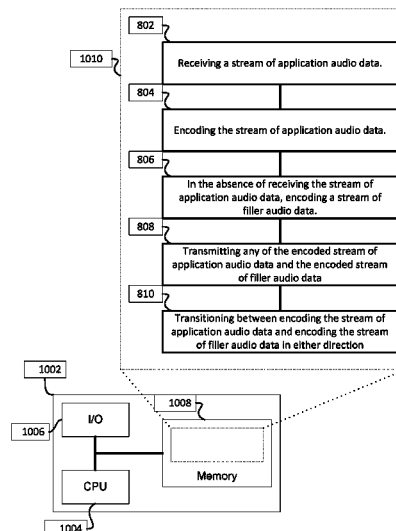 802
1010
Receiving a stream of application audio data.
804
Encoding the stream of application audio data.
806
In the absence of receiving the stream of
application audio data, encoding a stream of
filler audio data.
808
Transmitting any of the encoded stream of
application audio data and the encoded stream
of filler audio data
810
Transitioning between encoding the stream of
application audio data and encoding the stream
of filler audio data in either direction
1002
1008
I/O
1006
Memory
CPU
1004